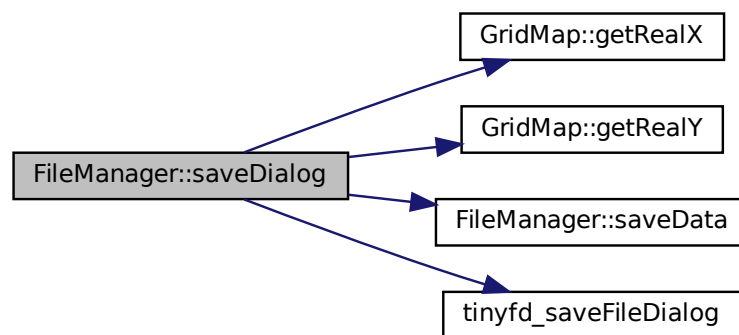 GridMap::getRealX
GridMap::getRealY
FileManager::saveDialog
FileManager::saveData
tinyfd_saveFileDialog